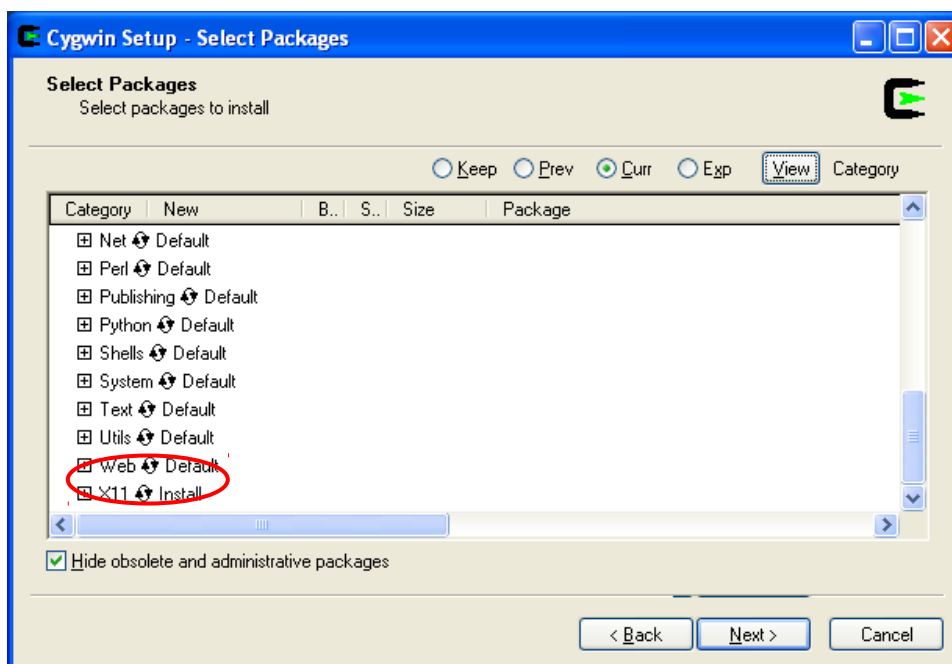 Cygwin Setup - Select Packages
Select Packages
Select packages to install
Keep Prev Curr Exp View Category
Category New B.. S.. Size Package
Net Default
Perl Default
Publishing Default
Python Default
Shells Default
System Default
Text Default
Utils Default
Web Default
X11 Install
Hide obsolete and administrative packages
< Back Next > Cancel